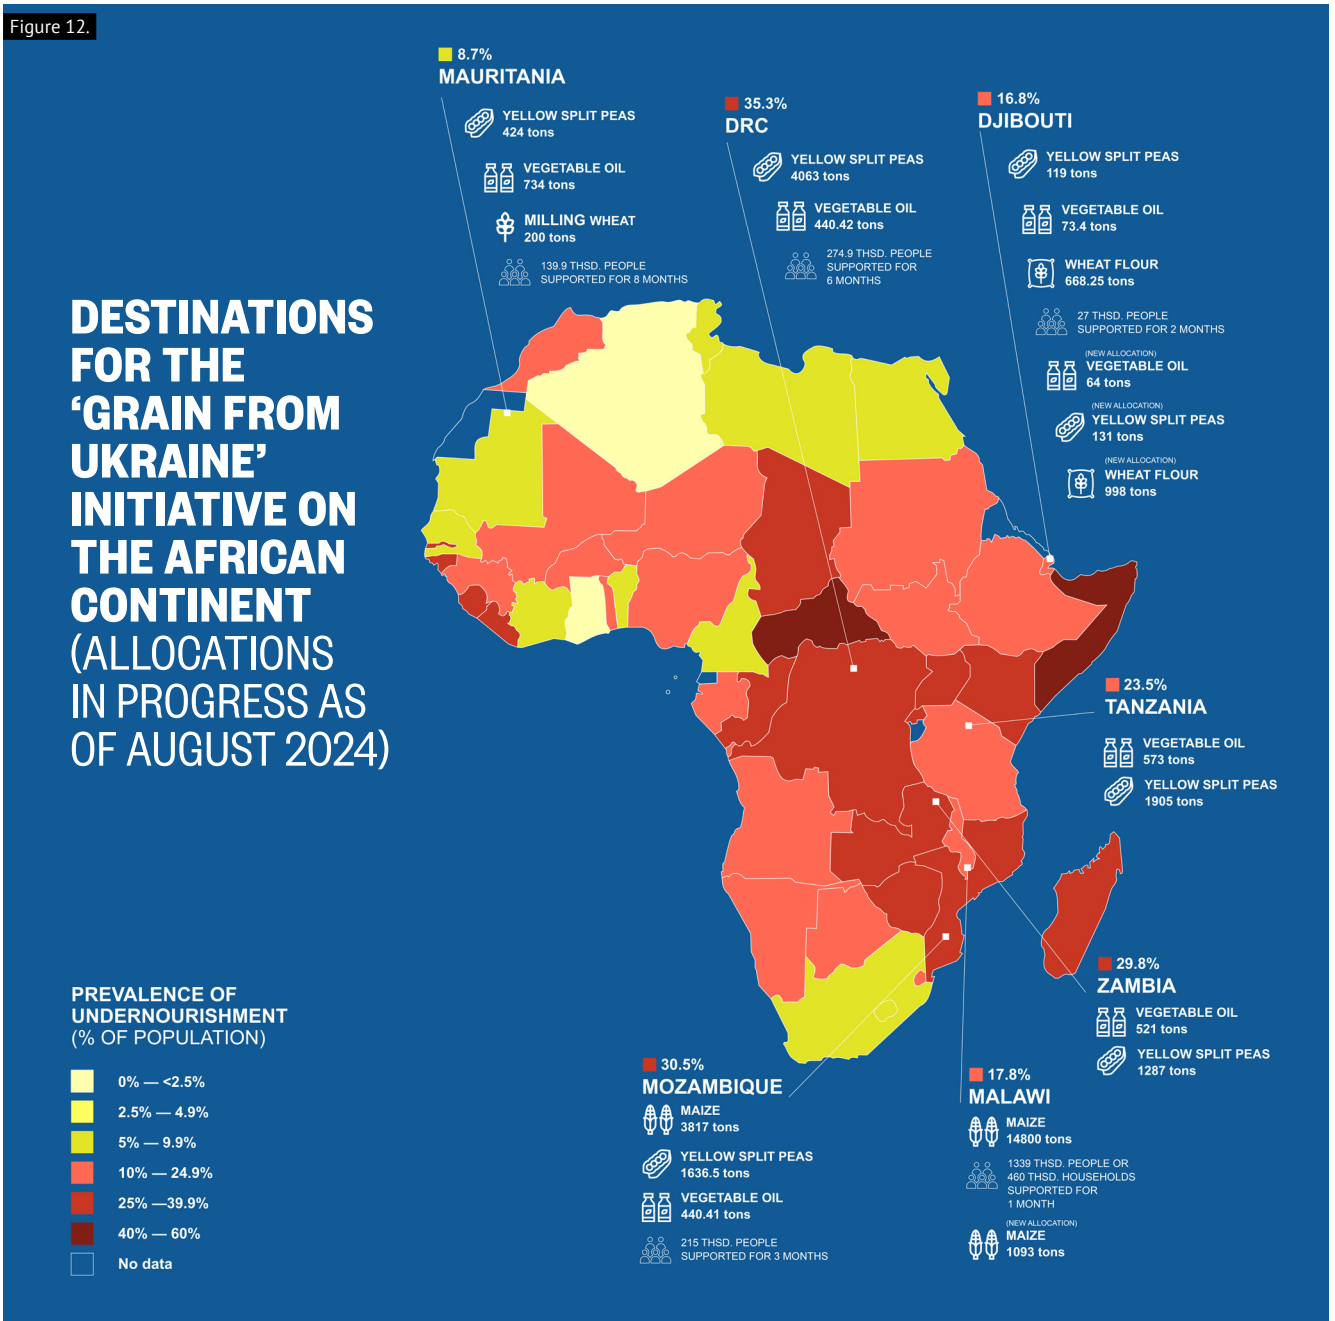 Figure 12.
DESTINATIONS
FOR THE
‘GRAIN FROM
UKRAINE’
INITIATIVE ON
THE AFRICAN
CONTINENT
(ALLOCATIONS
IN PROGRESS AS
OF AUGUST 2024)
8.7%
MAURITANIA
YELLOW SPLIT PEAS
424 tons
VEGETABLE OIL
734 tons
MILLING WHEAT
200 tons
139.9 THSD. PEOPLE
SUPPORTED FOR 8 MONTHS
35.3%
DRC
YELLOW SPLIT PEAS
4063 tons
VEGETABLE OIL
440.42 tons
274.9 THSD. PEOPLE
SUPPORTED FOR
6 MONTHS
16.8%
DJIBOUTI
YELLOW SPLIT PEAS
119 tons
VEGETABLE OIL
73.4 tons
WHEAT FLOUR
668.25 tons
27 THSD. PEOPLE
SUPPORTED FOR 2 MONTHS
(NEW ALLOCATION)
VEGETABLE OIL
64 tons
(NEW ALLOCATION)
YELLOW SPLIT PEAS
131 tons
(NEW ALLOCATION)
WHEAT FLOUR
998 tons
23.5%
TANZANIA
VEGETABLE OIL
573 tons
YELLOW SPLIT PEAS
1905 tons
29.8%
ZAMBIA
VEGETABLE OIL
521 tons
YELLOW SPLIT PEAS
1287 tons
17.8%
MALAWI
MAIZE
14800 tons
1339 THSD. PEOPLE OR
460 THSD. HOUSEHOLDS
SUPPORTED FOR
1 MONTH
(NEW ALLOCATION)
MAIZE
1093 tons
30.5%
MOZAMBIQUE
MAIZE
3817 tons
YELLOW SPLIT PEAS
1636.5 tons
VEGETABLE OIL
440.41 tons
215 THSD. PEOPLE
SUPPORTED FOR 3 MONTHS
PREVALENCE OF
UNDERNOURISHMENT
(% OF POPULATION)
0% — <2.5%
2.5% — 4.9%
5% — 9.9%
10% — 24.9%
25% —39.9%
40% — 60%
No data